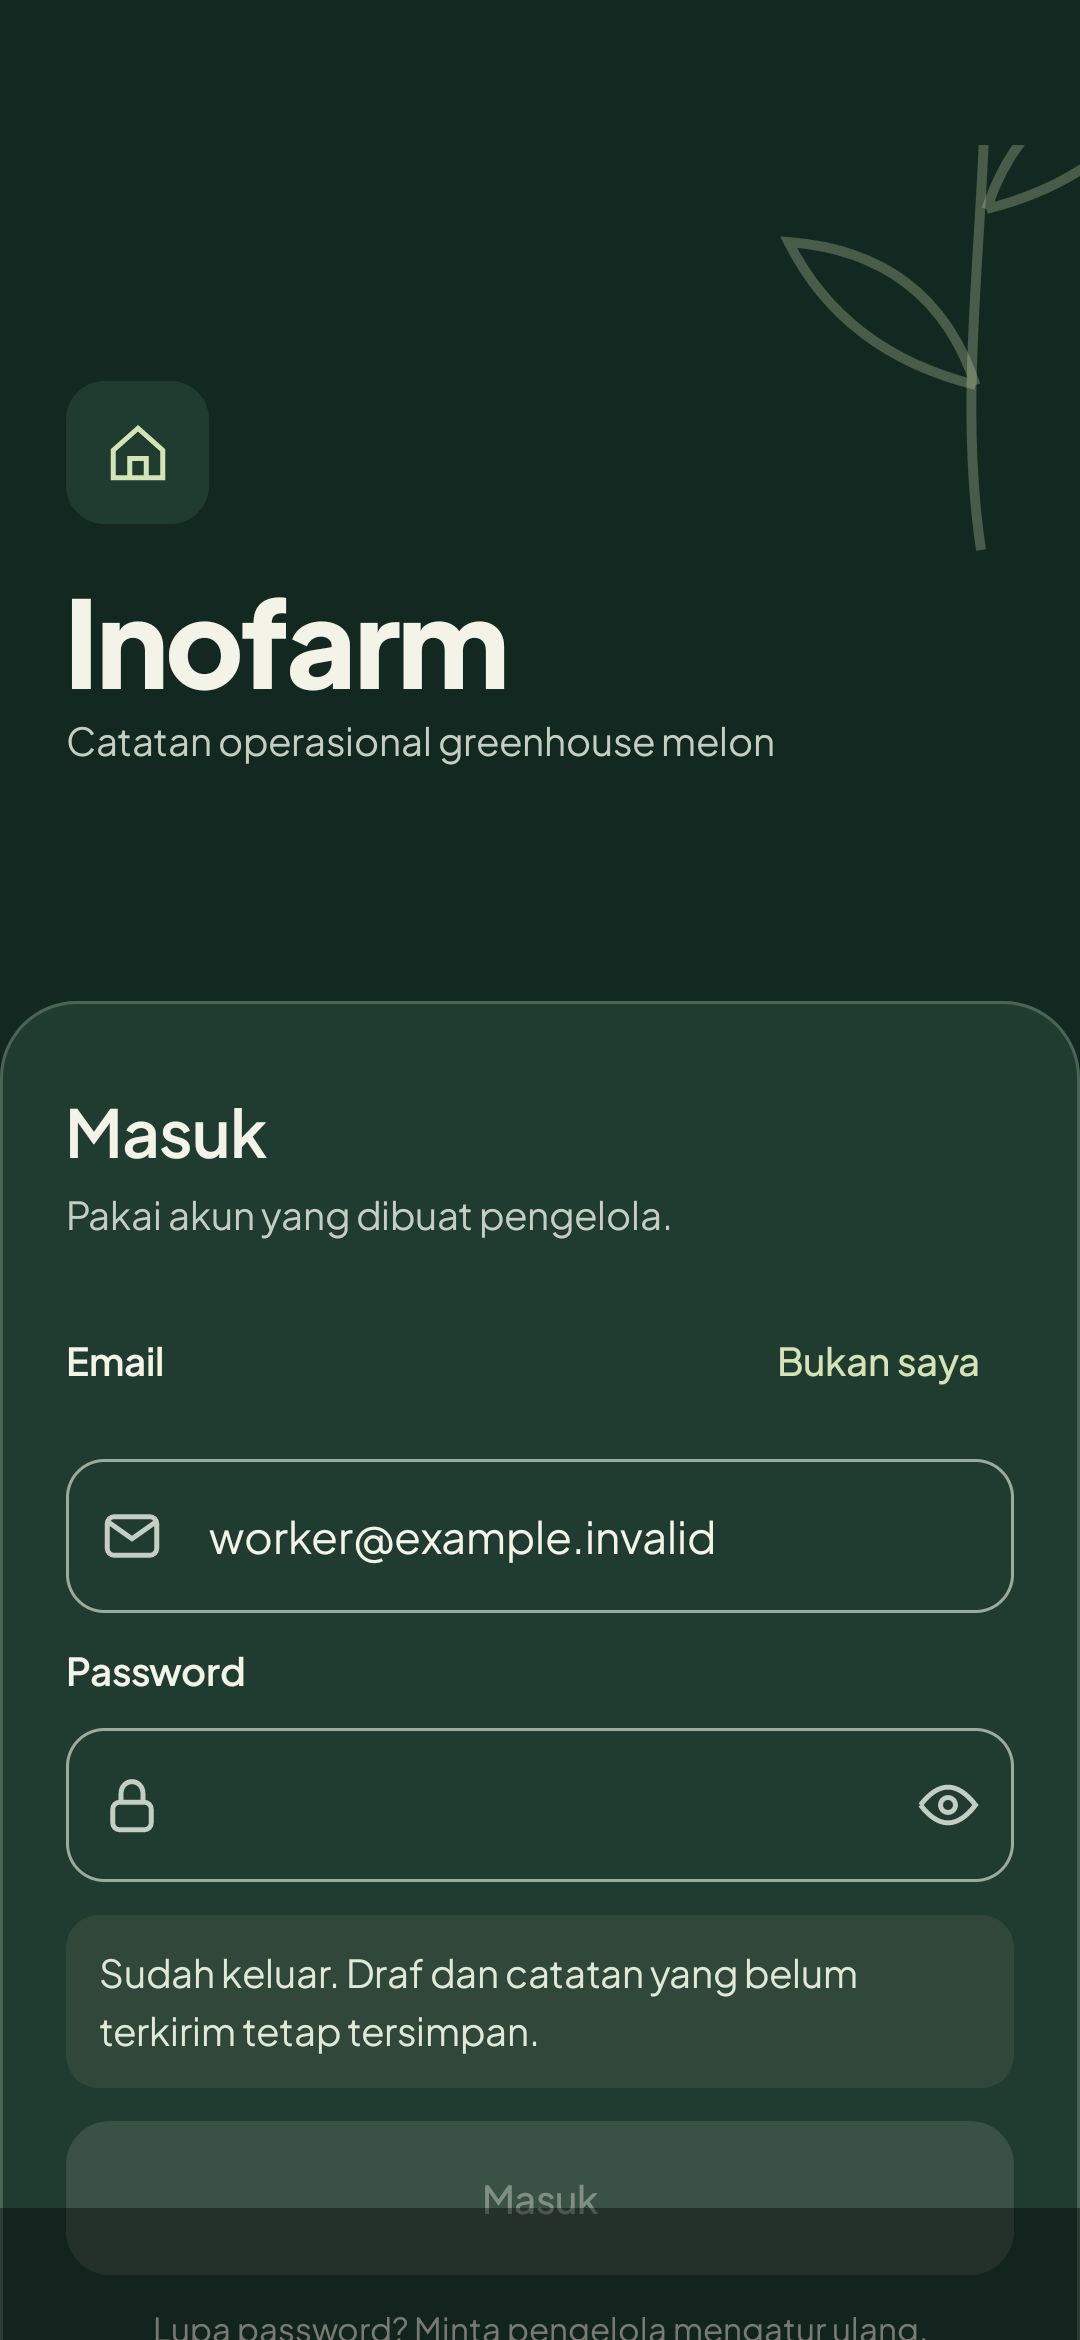 Inofarm
Catatan operasional greenhouse melon
Masuk
Pakai akun yang dibuat pengelola.
Email
Bukan saya
worker@example.invalid
Password
Sudah keluar. Draf dan catatan yang belum
terkirim tetap tersimpan.
Masuk
Lupa password? Minta pengelola mengatur ulang.